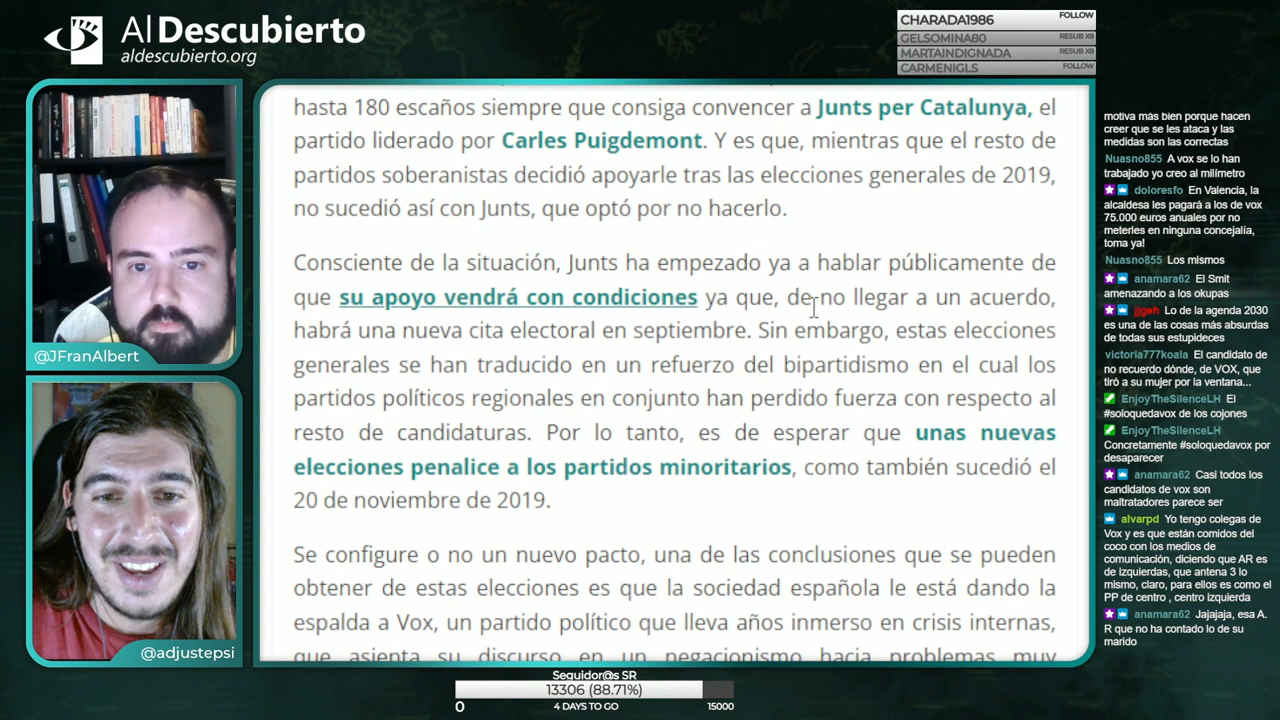 Al Descubierto
aldescubierto.org
CHARADA1986 FOLLOW
GELSOMINA80 RESUB X8
MARTAINDIGNADA RESUB X8
CARMENIGLS FOLLOW
@JFranAlbert
@adjustepsi
hasta 180 escaños siempre que consiga convencer a Junts per Catalunya, el
partido liderado por Carles Puigdemont. Y es que, mientras que el resto de
partidos soberanistas decidió apoyarle tras las elecciones generales de 2019,
no sucedió así con Junts, que optó por no hacerlo.
Consciente de la situación, Junts ha empezado ya a hablar públicamente de
que su apoyo vendrá con condiciones ya que, de no llegar a un acuerdo,
habrá una nueva cita electoral en septiembre. Sin embargo, estas elecciones
generales se han traducido en un refuerzo del bipartidismo en el cual los
partidos políticos regionales en conjunto han perdido fuerza con respecto al
resto de candidaturas. Por lo tanto, es de esperar que unas nuevas
elecciones penalice a los partidos minoritarios, como también sucedió el
20 de noviembre de 2019.
Se configure o no un nuevo pacto, una de las conclusiones que se pueden
obtener de estas elecciones es que la sociedad española le está dando la
espalda a Vox, un partido político que lleva años inmerso en crisis internas,
que asienta su discurso en un negacionismo hacia problemas muy
motiva más bien porque hacen
creer que se les ataca y las
medidas son las correctas
Nuasno855 A vox se lo han
trabajado yo creo al milímetro
doloresfo En Valencia, la
alcaldesa les pagará a los de vox
75.000 euros anuales por no
meterles en ninguna concejalía,
toma ya!
Nuasno855 Los mismos
anamara62 El Smit
amenazando a los okupas
jjgeh Lo de la agenda 2030
es una de las cosas más absurdas
de todas sus estupideces
victoria777koala El candidato de
no recuerdo dónde, de VOX, que
tiró a su mujer por la ventana...
EnjoyTheSilenceLH El
#soloquedavox de los cojones
EnjoyTheSilenceLH
Concretamente #soloquedavox por
desaparecer
anamara62 Casi todos los
candidatos de vox son
maltratadores parece ser
alvarpd Yo tengo colegas de
Vox y es que están comidos del
coco con los medios de
comunicación, diciendo que AR es
de izquierdas, que antena 3 lo
mismo, claro, para ellos es como el
PP de centro , centro izquierda
anamara62 Jajajaja, esa A.
R que no ha contado lo de su
marido
Seguidor@s SR
13306 (88.71%)
0 4 DAYS TO GO 15000